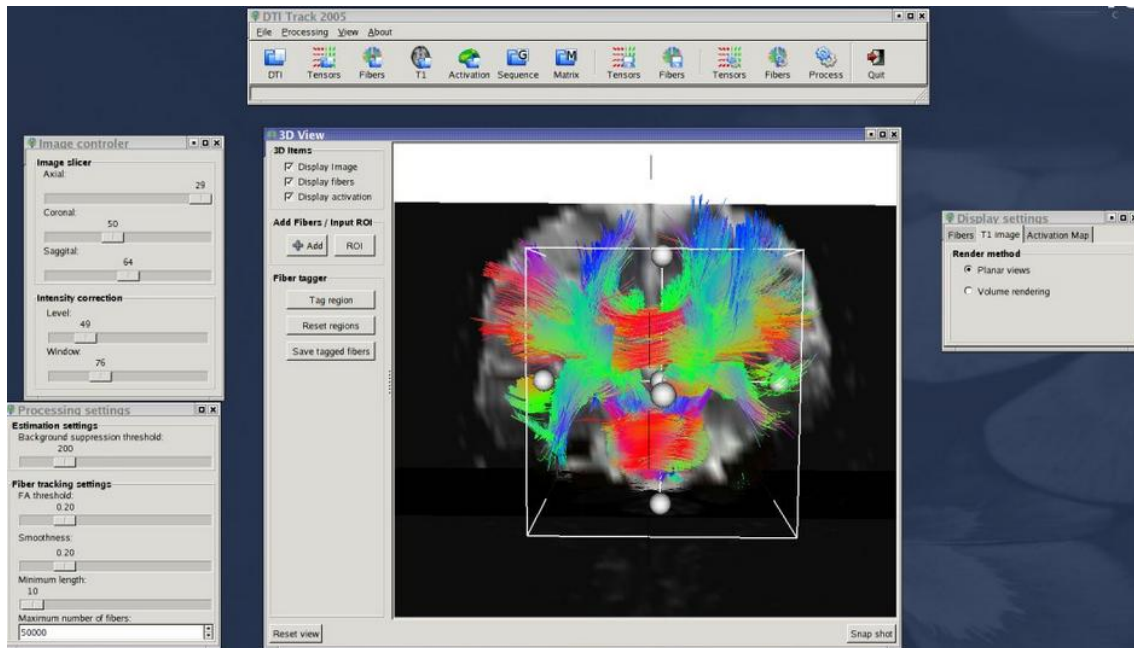 DTI Track 2005
File Processing View About
DTI Tensors Fibers T1 Activation Sequence Matrix Tensors Fibers Tensors Fibers Process Quit
Image controler
Image slicer
Axial:
29
Coronal:
50
Saggital:
64
Intensity correction
Level:
49
Window:
76
Processing settings
Estimation settings
Background suppression threshold:
200
Fiber tracking settings
FA threshold:
0.20
Smoothness:
0.20
Minimum length:
10
Maximum number of fibers:
50000
3D View
3D items
Display Image
Display fibers
Display activation
Add Fibers / Input ROI
Add ROI
Fiber tagger
Tag region
Reset regions
Save tagged fibers
Reset view
Snap shot
Display settings
Fibers T1 Image Activation Map
Render method
Planar views
Volume rendering